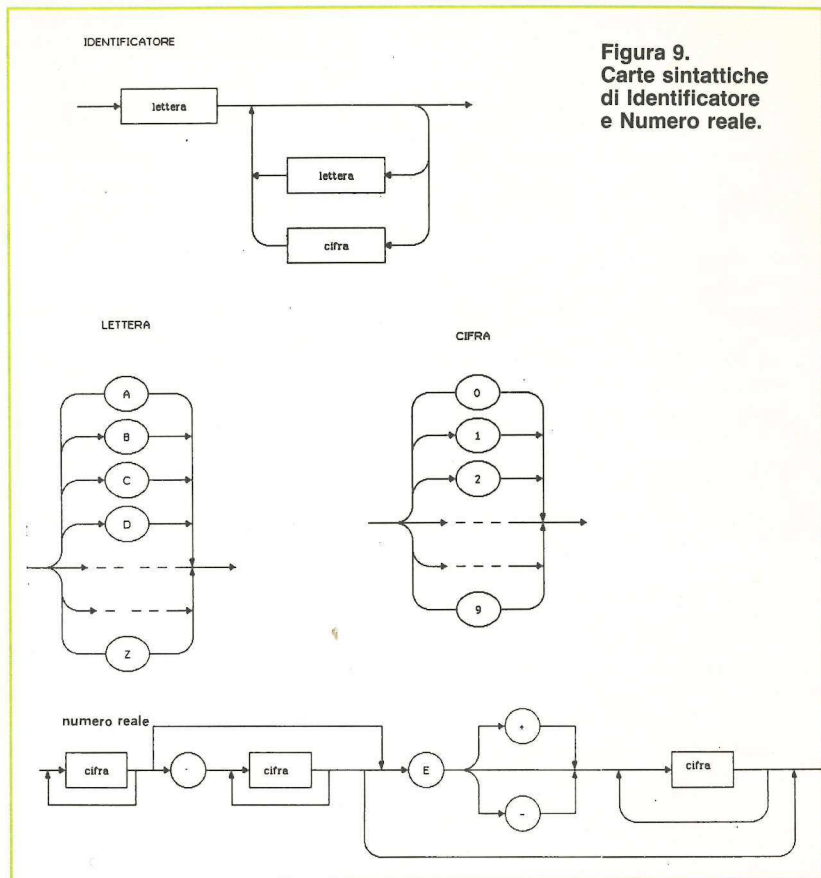 IDENTIFICATORE
Figura 9.
Carte sintattiche
di Identificatore
e Numero reale.
lettera
lettera
cifra
LETTERA
CIFRA
A
B
C
D
Z
0
1
2
9
numero reale
cifra
.
cifra
E
+
-
cifra